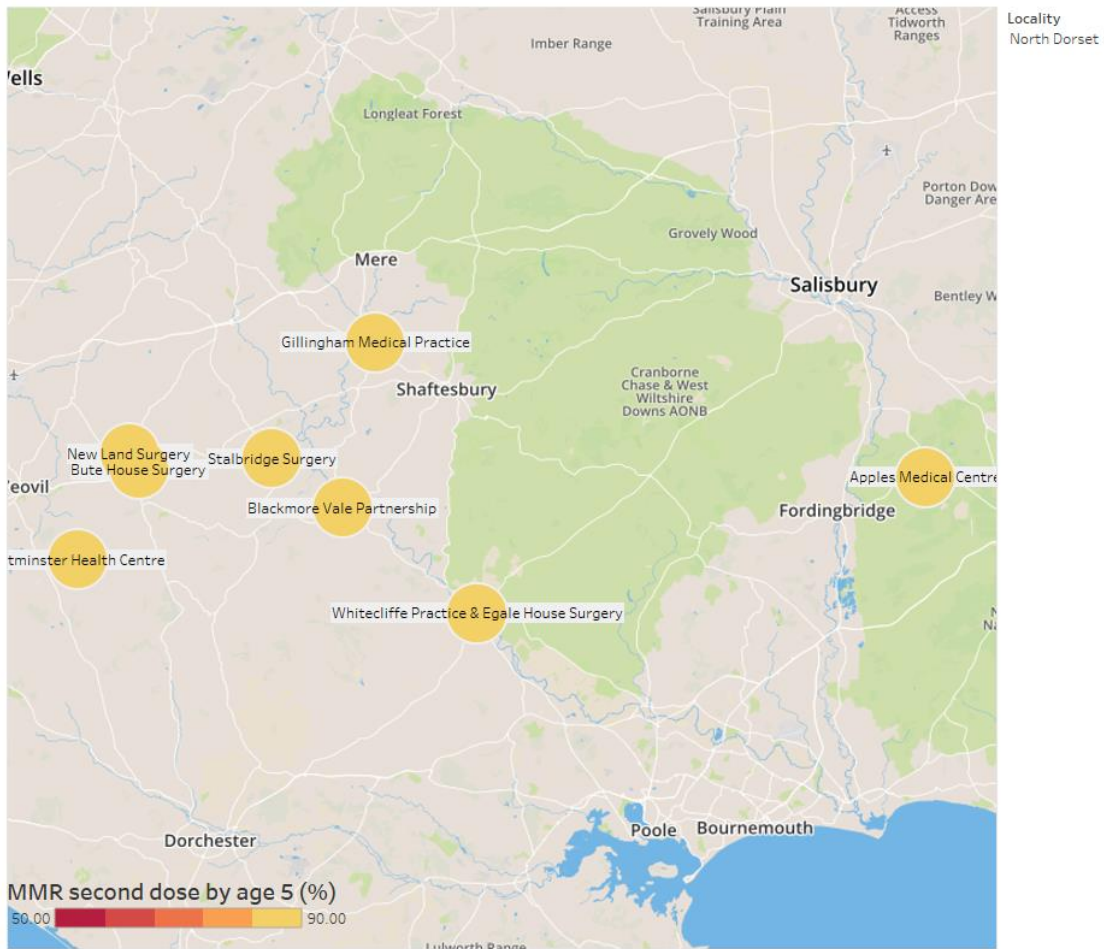 Salisbury Plain
Training Area
Access
Tidworth
Ranges
Locality
North Dorset
Imber Range
Wells
Longleat Forest
Porton Dow
Danger Are
Grovely Wood
Mere
Salisbury
Bentley W
Gillingham Medical Practice
Shaftesbury
Cranborne
Chase & West
Wiltshire
Downs AONB
New Land Surgery
Bute House Surgery
Stalbridge Surgery
Apples Medical Centre
Yeovil
Blackmore Vale Partnership
Fordingbridge
tminster Health Centre
Whitecliffe Practice & Egale House Surgery
N
Na
Dorchester
Poole
Bournemouth
MMR second dose by age 5 (%)
50.00
90.00
Lulworth Range